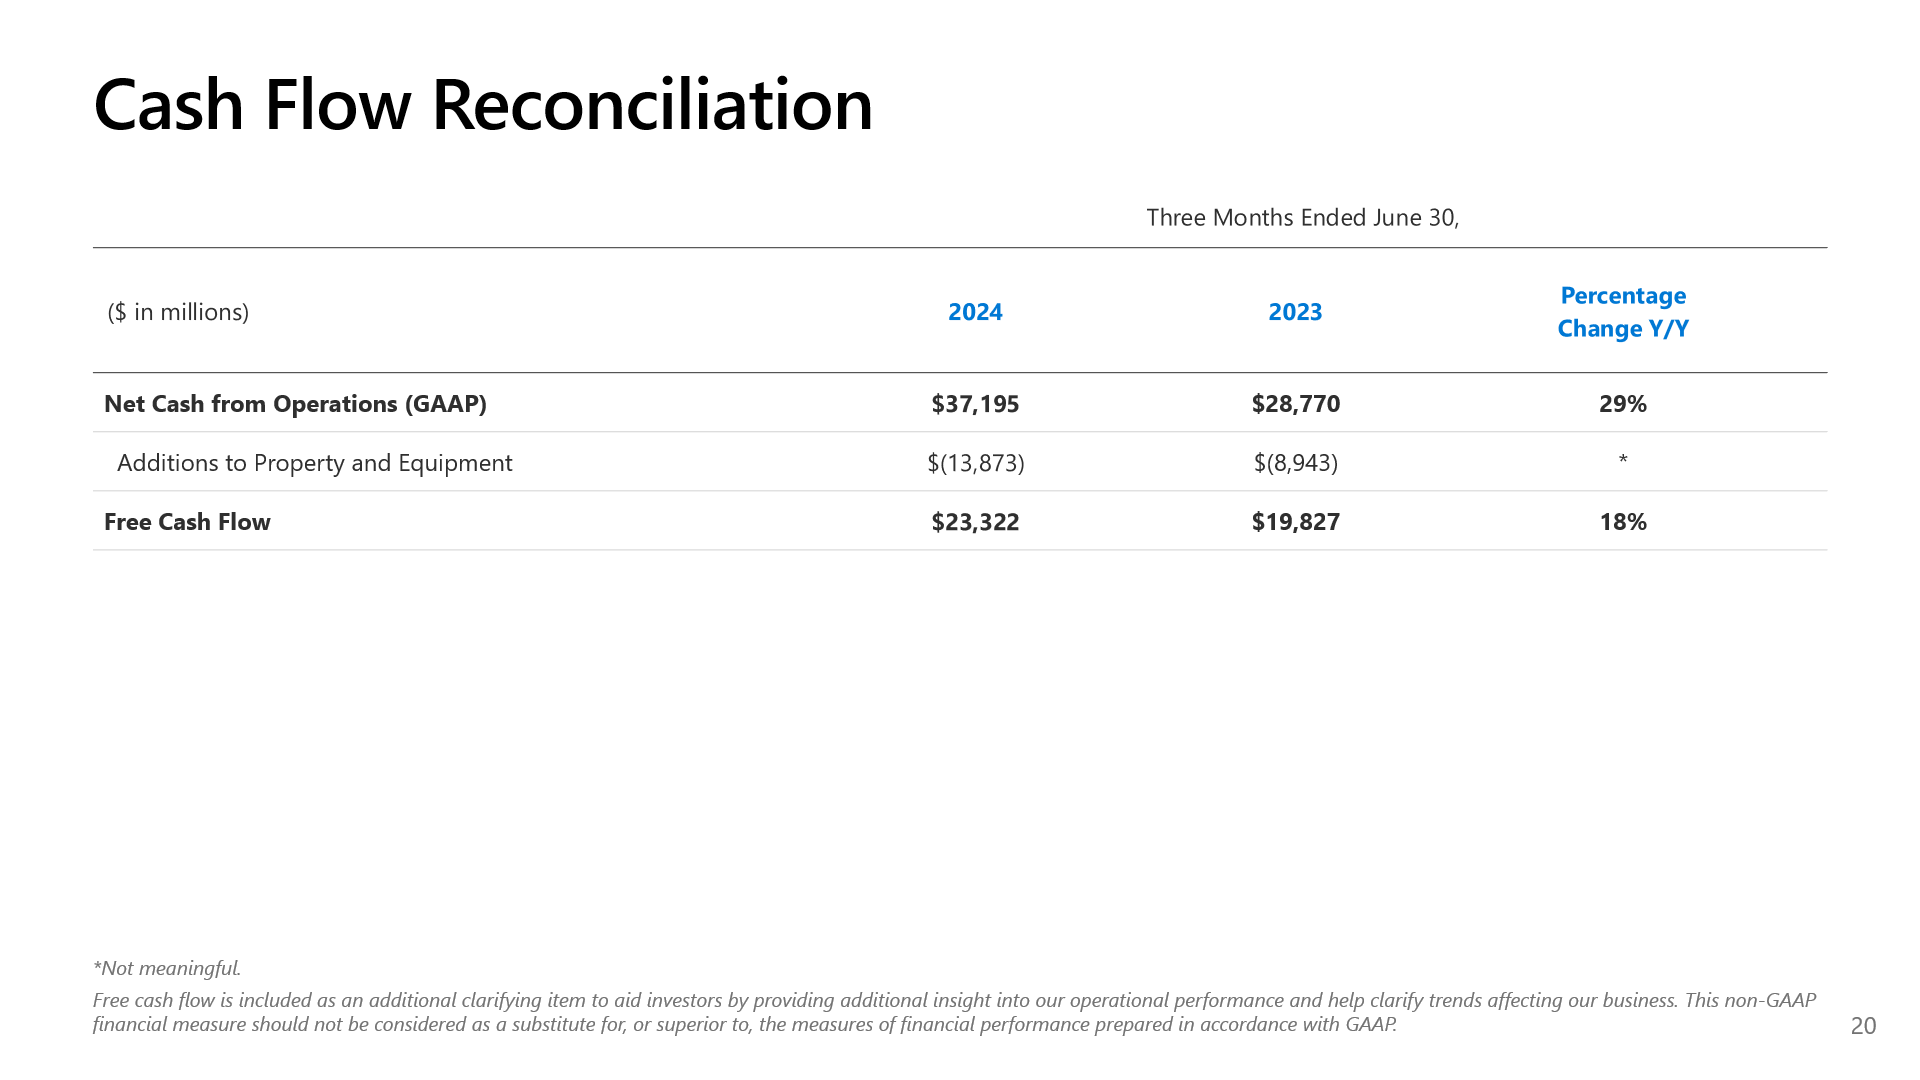 Cash Flow Reconciliation
Three Months Ended June 30,
($ in millions) 2024 2023 Percentage Change Y/Y
Net Cash from Operations (GAAP) $37,195 $28,770 29%
Additions to Property and Equipment $(13,873) $(8,943) *
Free Cash Flow $23,322 $19,827 18%
*Not meaningful.
Free cash flow is included as an additional clarifying item to aid investors by providing additional insight into our operational performance and help clarify trends affecting our business. This non-GAAP
financial measure should not be considered as a substitute for, or superior to, the measures of financial performance prepared in accordance with GAAP.
20